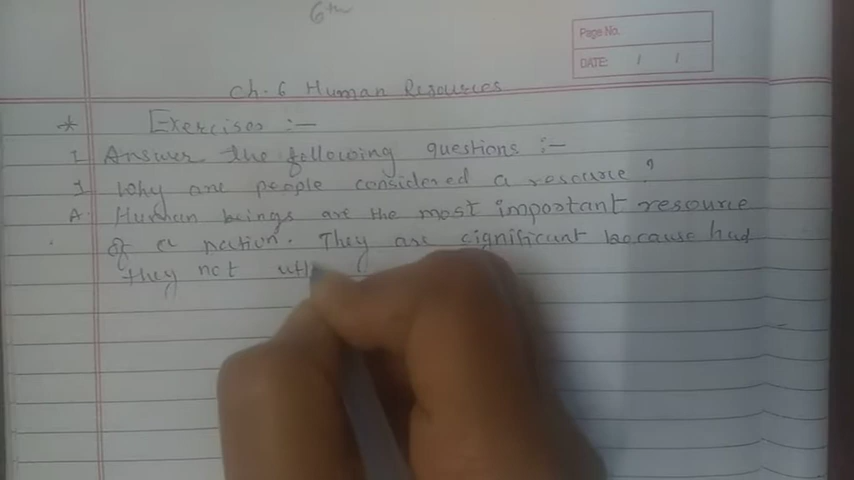 6th
Page No.
DATE: / /
Ch. 6 Human Resources
* Exercises :-
I Answer the following questions :-
1 Why are people considered a resource?
A. Human beings are the most important resource
of a nation. They are significant because had
they not utl